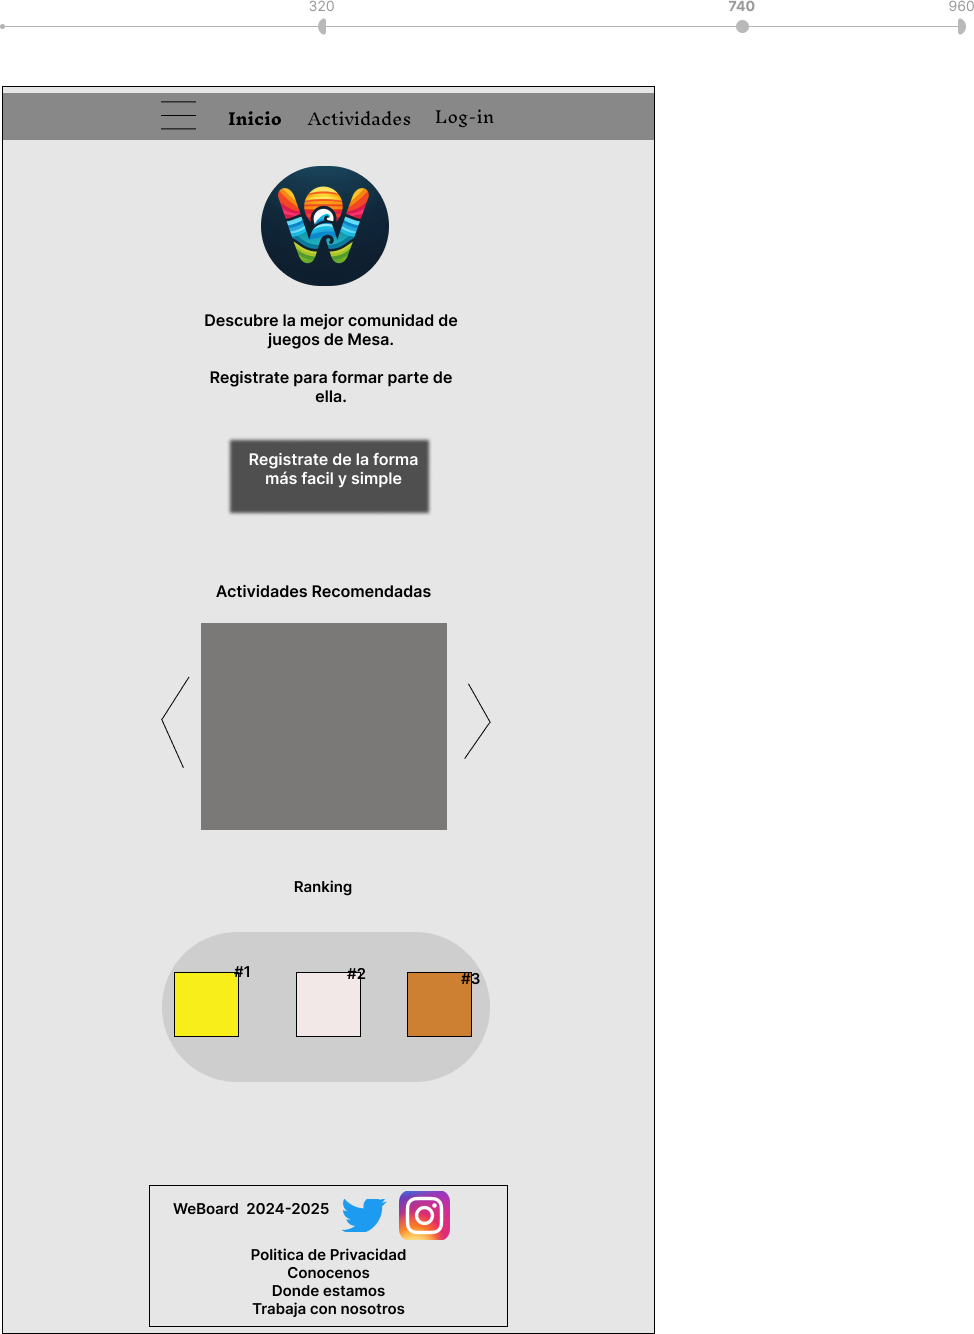 320
740
960
Inicio
Actividades
Log-in
Descubre la mejor comunidad de
juegos de Mesa.
Registrate para formar parte de
ella.
Registrate de la forma
más facil y simple
Actividades Recomendadas
Ranking
#1
#2
#3
WeBoard 2024-2025
Politica de Privacidad
Conocenos
Donde estamos
Trabaja con nosotros